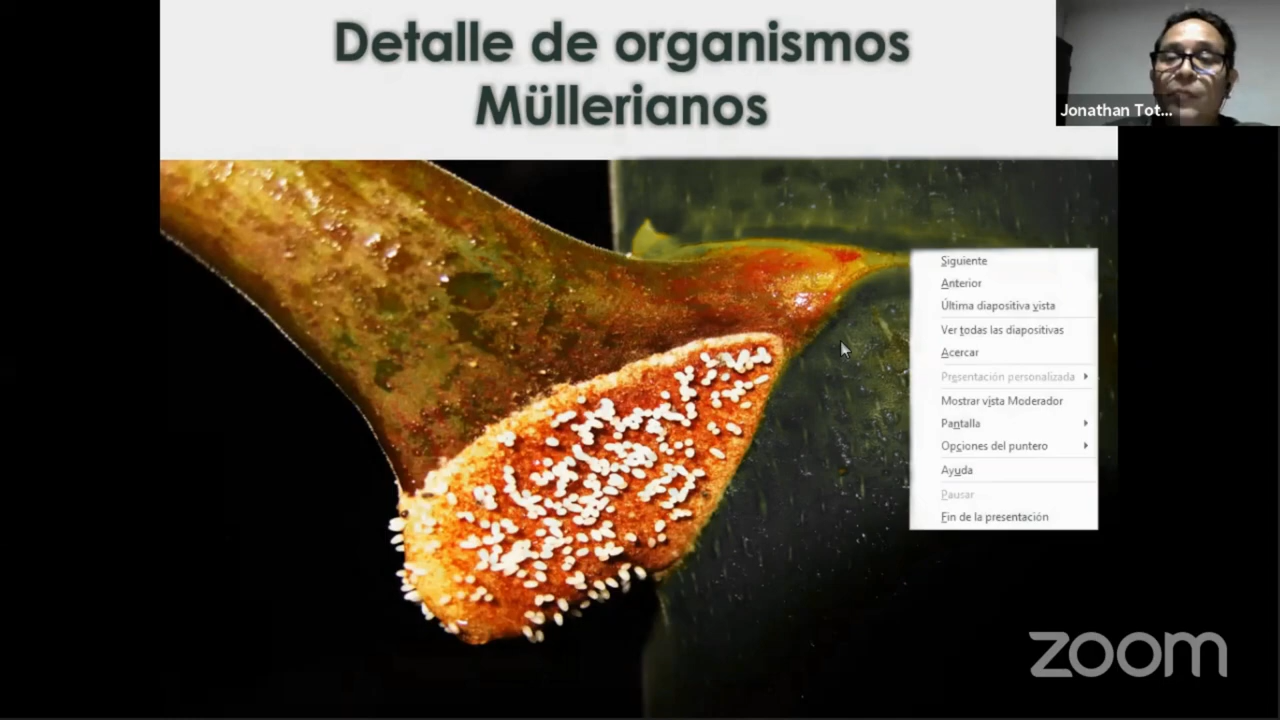 Detalle de organismos
Müllerianos
Jonathan Tot...
Siguiente
Anterior
Última diapositiva vista
Ver todas las diapositivas
Acercar
Presentación personalizada
Mostrar vista Moderador
Pantalla
Opciones del puntero
Ayuda
Pausar
Fin de la presentación
zoom